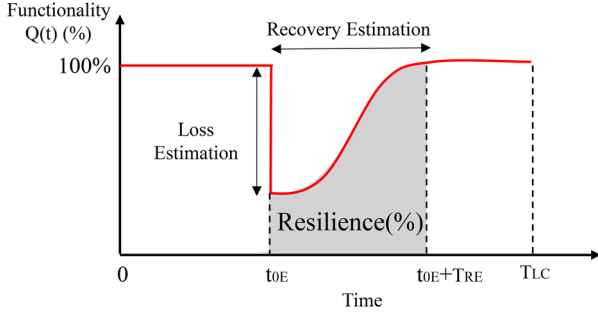 Functionality
Q(t) (%)
Recovery Estimation
100%
Loss
Estimation
Resilience(%)
0
t0E
t0E+TRE
TLC
Time